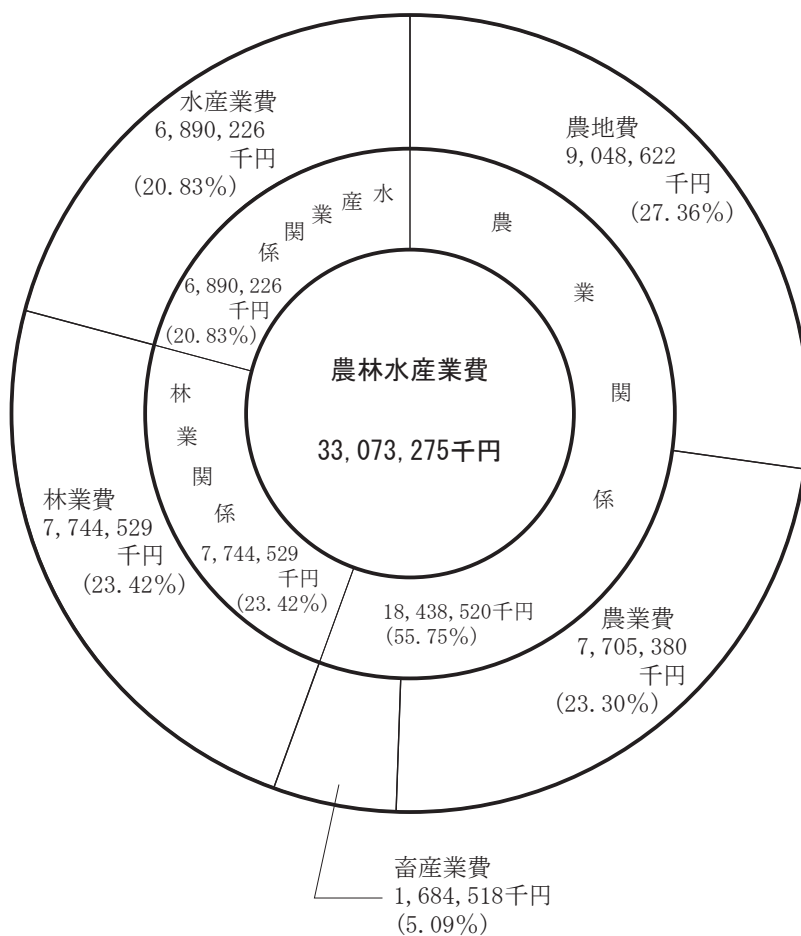 水産業費
6,890,226
千円
(20.83%)
農地費
9,048,622
千円
(27.36%)
水産業関係
6,890,226
千円
(20.83%)
農業関係
18,438,520千円
(55.75%)
農林水産業費
33,073,275千円
林業関係
7,744,529
千円
(23.42%)
林業費
7,744,529
千円
(23.42%)
農業費
7,705,380
千円
(23.30%)
畜産業費
1,684,518千円
(5.09%)